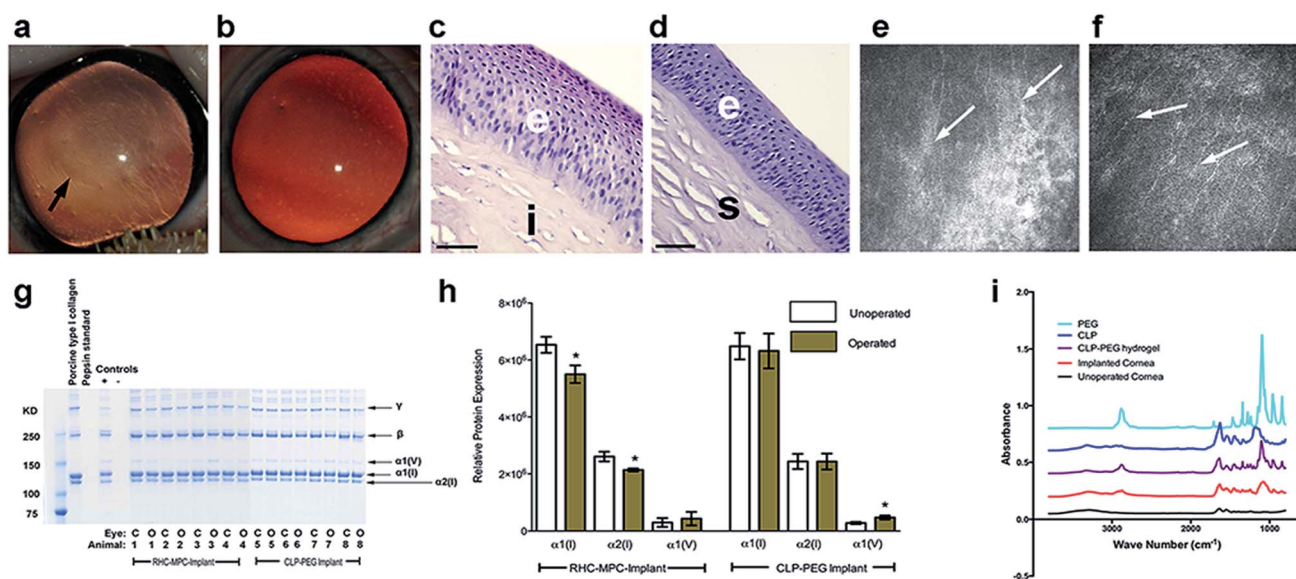 a
b
c
d
e
f
e
i
e
s
g
Porcine type I collagen
Pepsin standard
Controls
+ -
KD
250
150
100
75
γ
β
α1(V)
α1(I)
α2(I)
Eye: C O C O C O C O C O C O C O C O
Animal: 1 1 2 2 3 3 4 4 5 5 6 6 7 7 8 8
RHC-MPC-Implant
CLP-PEG-Implant
h
Relative Protein Expression
8×10⁶
6×10⁶
4×10⁶
2×10⁶
0
Unoperated
Operated
* * *
α1(I) α2(I) α1(V) α1(I) α2(I) α1(V)
RHC-MPC-Implant
CLP-PEG Implant
i
Absorbance
2.0
1.5
1.0
0.5
0.0
-0.5
PEG
CLP
CLP-PEG hydrogel
Implanted Cornea
Unoperated Cornea
3000 2000 1000
Wave Number (cm⁻¹)